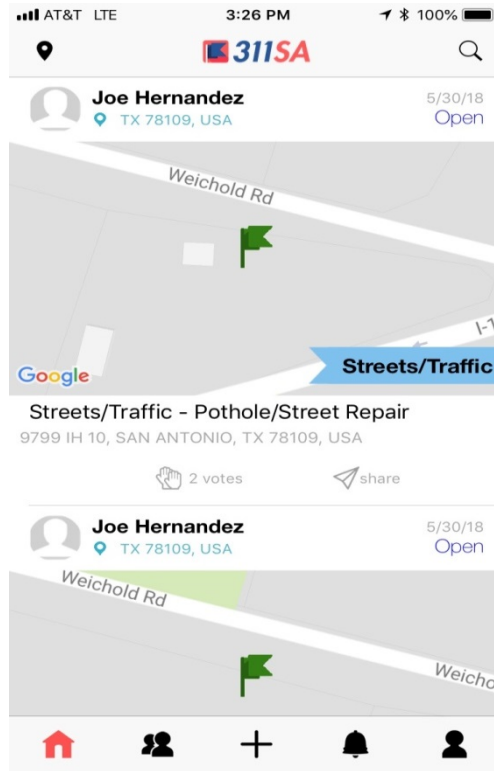 AT&T LTE 3:26 PM 100%
311SA
Joe Hernandez 5/30/18
TX 78109, USA Open
Weichold Rd
I-1
Google Streets/Traffic
Streets/Traffic - Pothole/Street Repair
9799 IH 10, SAN ANTONIO, TX 78109, USA
2 votes share
Joe Hernandez 5/30/18
TX 78109, USA Open
Weichold Rd
Weicho